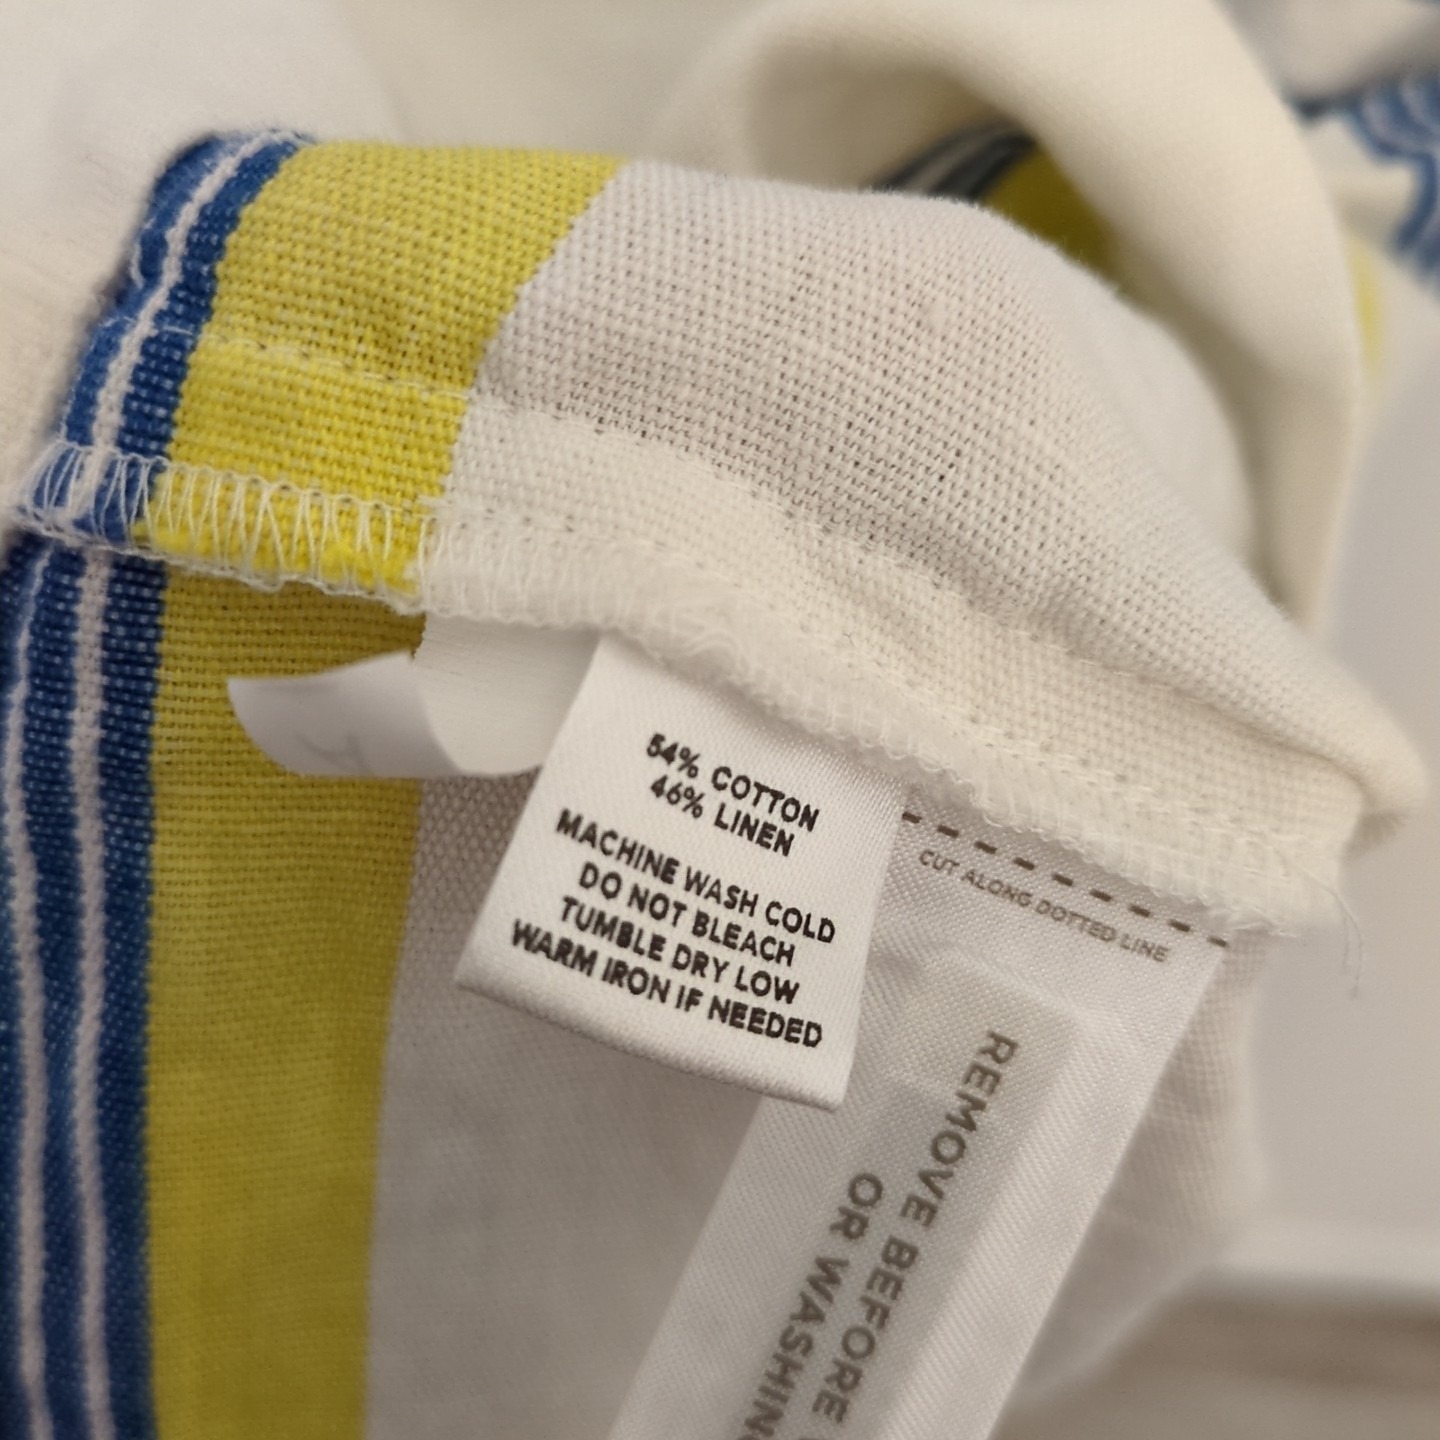 54% COTTON
46% LINEN
MACHINE WASH COLD
DO NOT BLEACH
TUMBLE DRY LOW
WARM IRON IF NEEDED
CUT ALONG DOTTED LINE
REMOVE BEFORE
OR WASHING